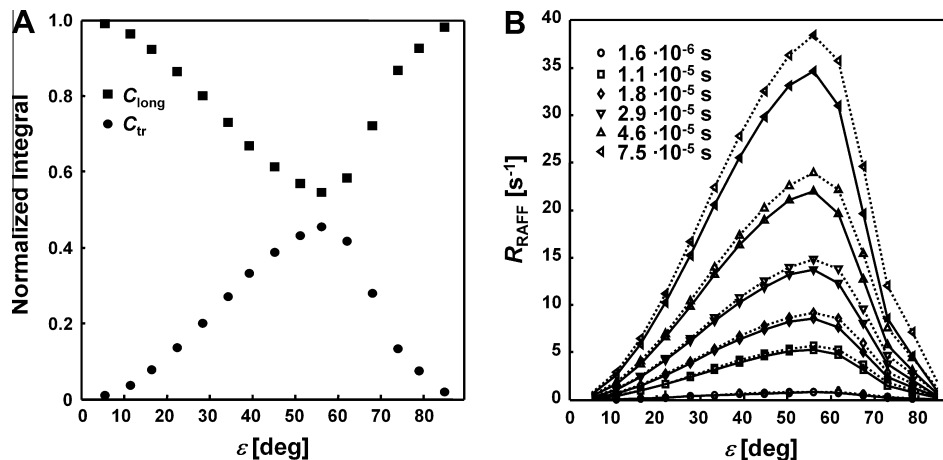 A
Normalized Integral
1.0
0.8
0.6
0.4
0.2
0
C_long
C_tr
0 10 20 30 40 50 60 70 80
ε [deg]
B
R_RAFF [s⁻¹]
40
35
30
25
20
15
10
5
0
1.6 ·10⁻⁶ s
1.1 ·10⁻⁵ s
1.8 ·10⁻⁵ s
2.9 ·10⁻⁵ s
4.6 ·10⁻⁵ s
7.5 ·10⁻⁵ s
0 10 20 30 40 50 60 70 80
ε [deg]